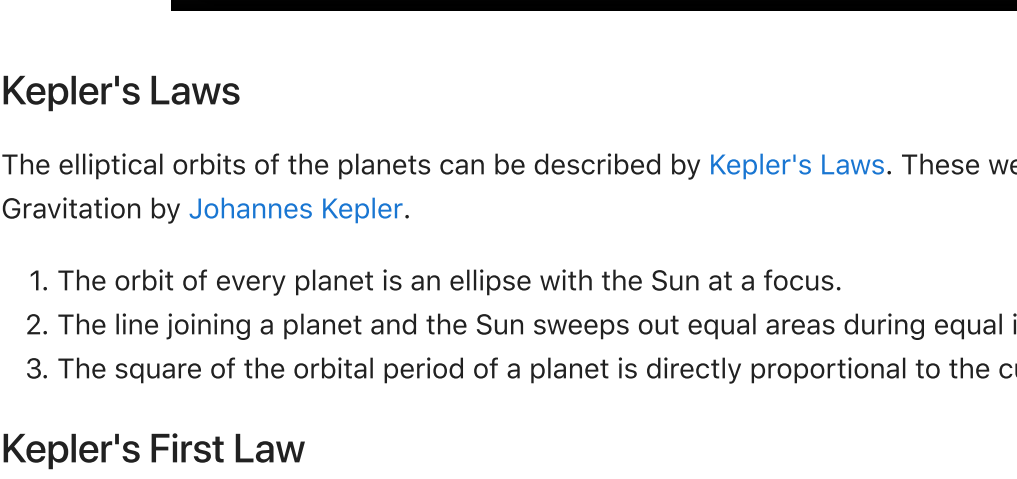 Kepler's Laws
The elliptical orbits of the planets can be described by Kepler's Laws. These
Gravitation by Johannes Kepler.
1. The orbit of every planet is an ellipse with the Sun at a focus.
2. The line joining a planet and the Sun sweeps out equal areas during equal
3. The square of the orbital period of a planet is directly proportional to the
Kepler's First Law